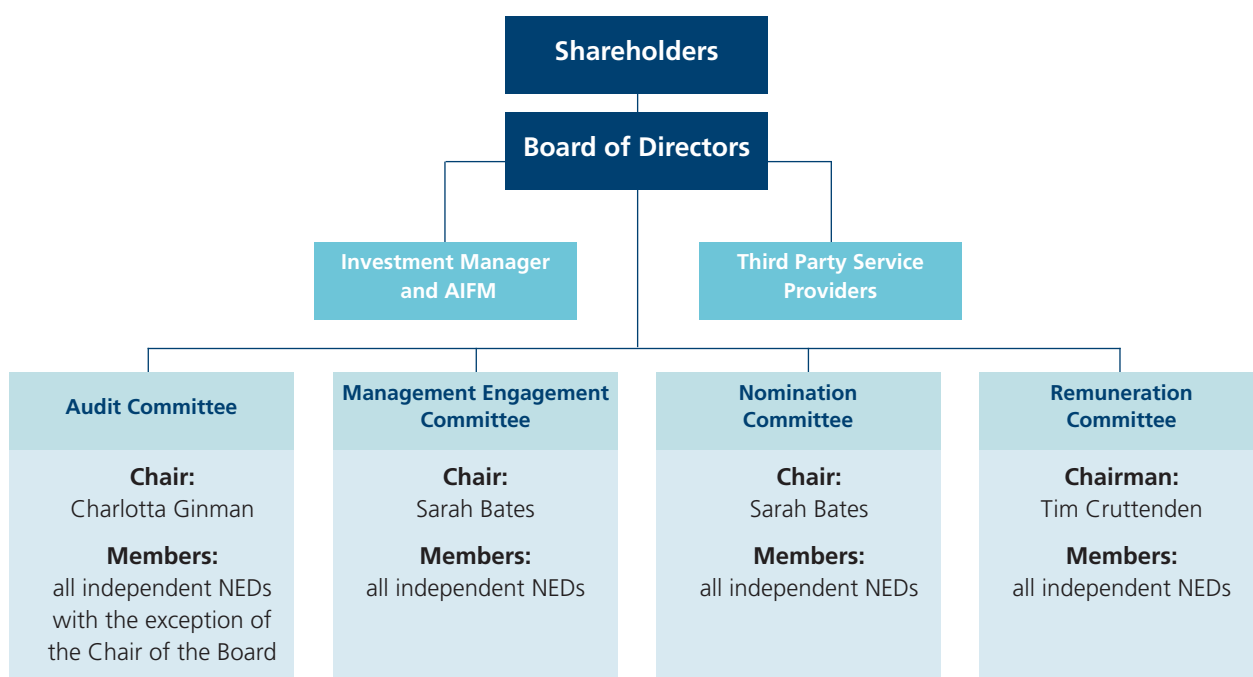 Shareholders
Board of Directors
Investment Manager
and AIFM
Third Party Service
Providers
Audit Committee
Chair:
Charlotta Ginman
Members:
all independent NEDs
with the exception of
the Chair of the Board
Management Engagement
Committee
Chair:
Sarah Bates
Members:
all independent NEDs
Nomination
Committee
Chair:
Sarah Bates
Members:
all independent NEDs
Remuneration
Committee
Chairman:
Tim Cruttenden
Members:
all independent NEDs